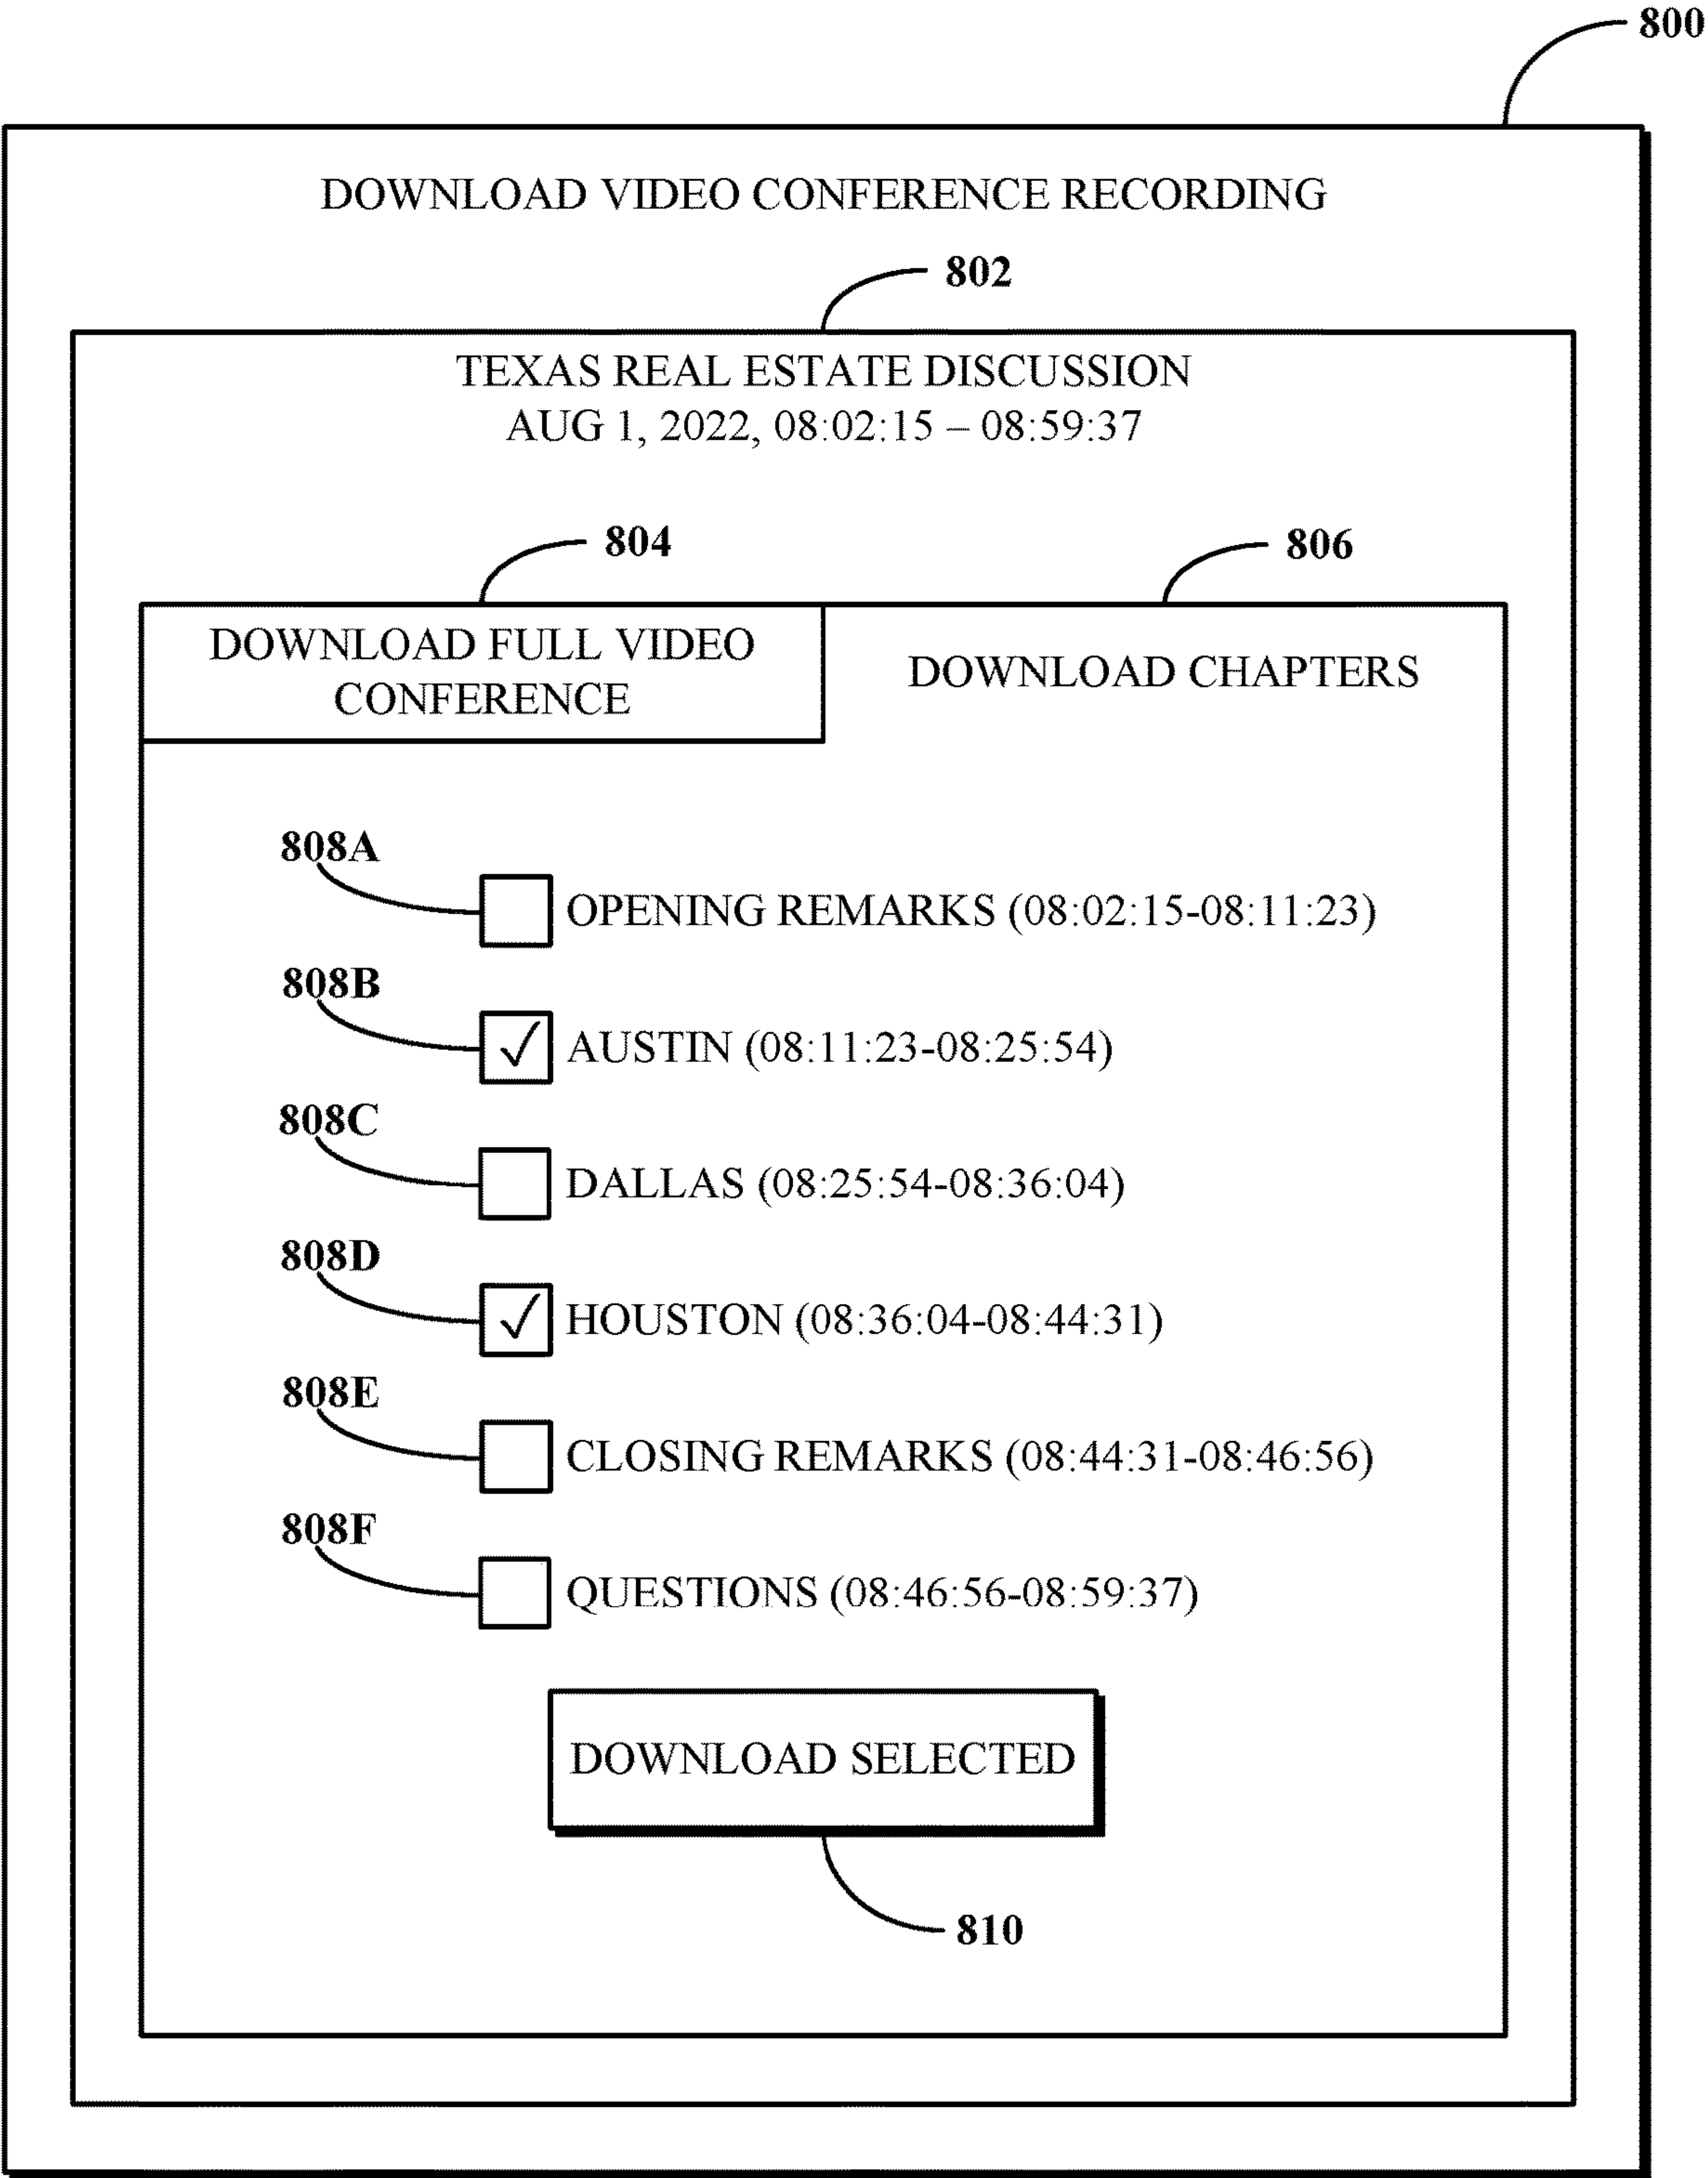 800
DOWNLOAD VIDEO CONFERENCE RECORDING
802
TEXAS REAL ESTATE DISCUSSION
AUG 1, 2022, 08:02:15 – 08:59:37
804
806
DOWNLOAD FULL VIDEO
CONFERENCE
DOWNLOAD CHAPTERS
808A
OPENING REMARKS (08:02:15-08:11:23)
808B
AUSTIN (08:11:23-08:25:54)
808C
DALLAS (08:25:54-08:36:04)
808D
HOUSTON (08:36:04-08:44:31)
808E
CLOSING REMARKS (08:44:31-08:46:56)
808F
QUESTIONS (08:46:56-08:59:37)
DOWNLOAD SELECTED
810